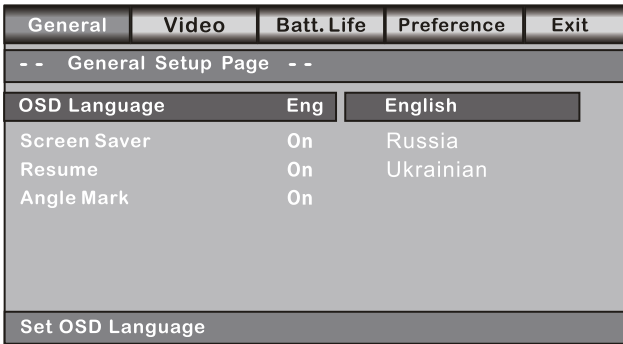 General Video Batt. Life Preference Exit
-- General Setup Page --
OSD Language Eng English
Screen Saver On Russia
Resume On Ukrainian
Angle Mark On
Set OSD Language